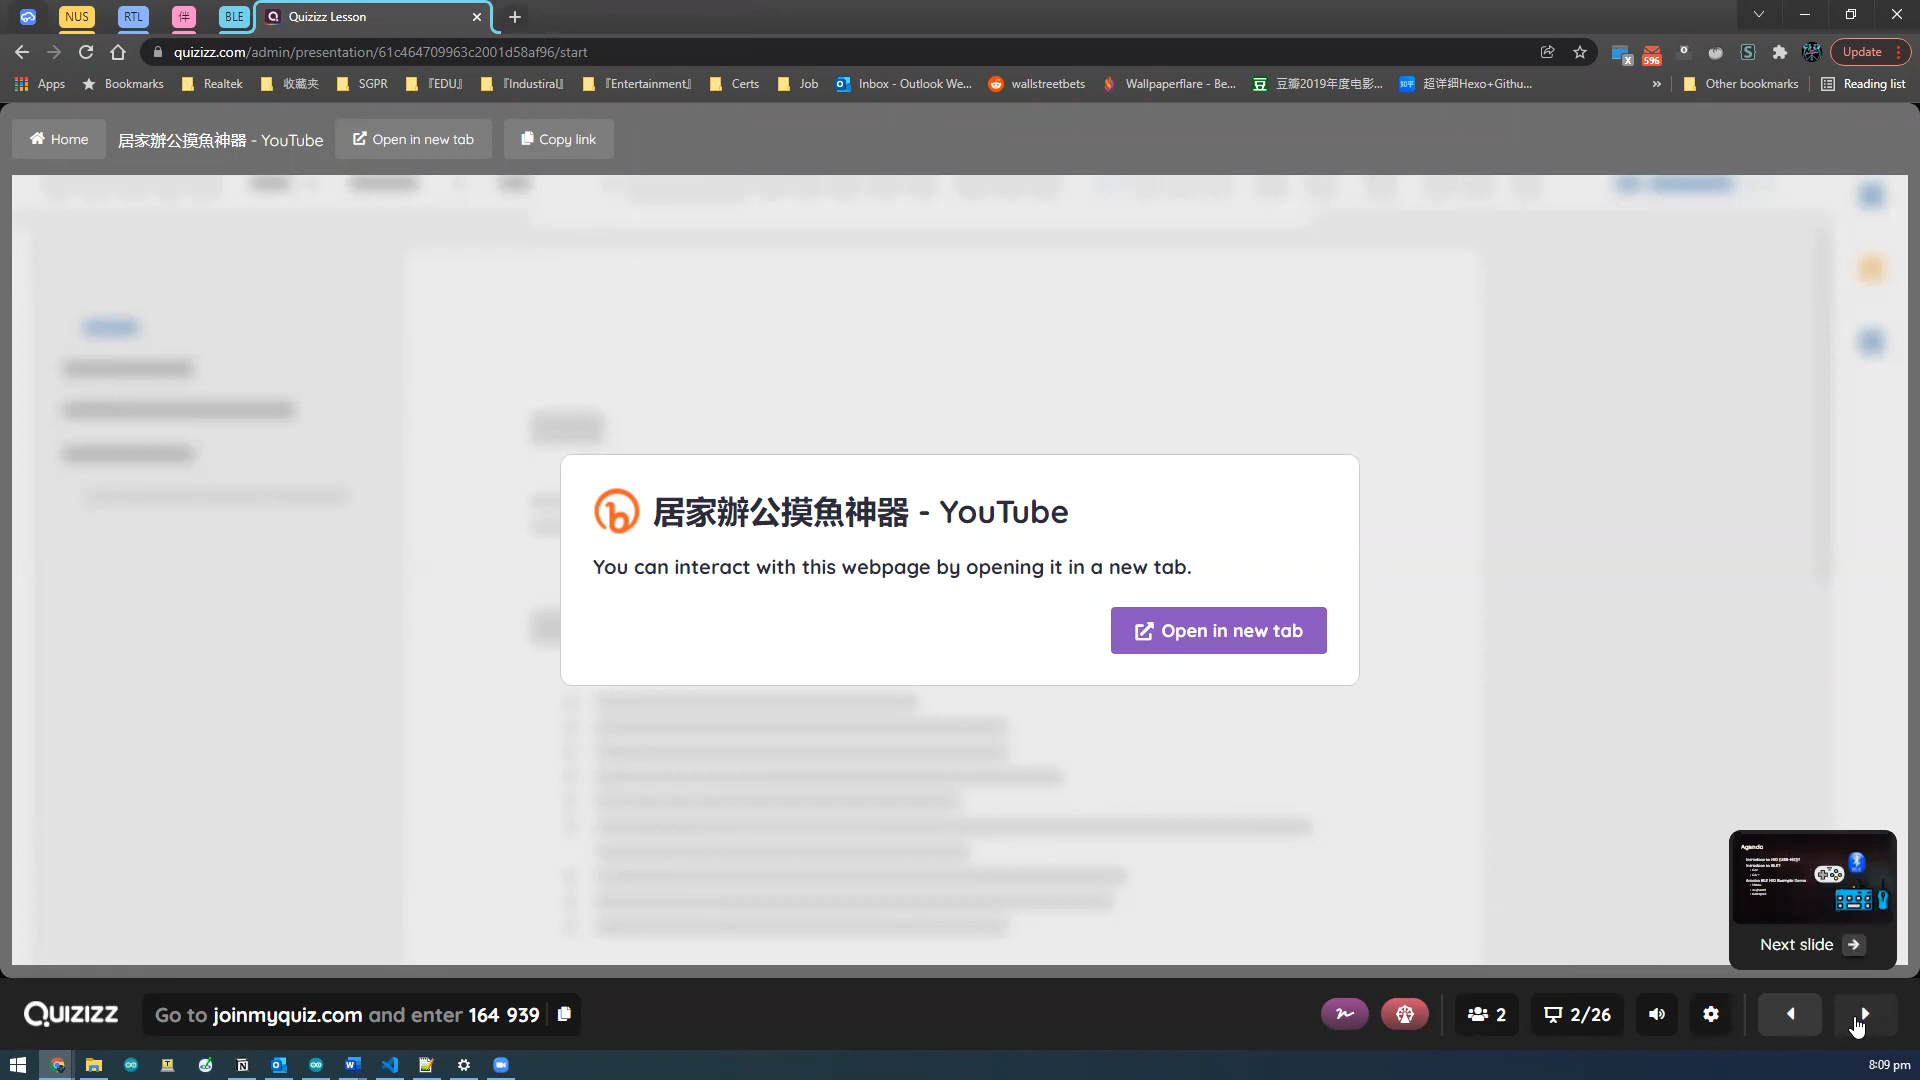 NUS
RTL
伴
BLE
Quizizz Lesson
quizizz.com/admin/presentation/61c464709963c2001d58af96/start
596
Update
Apps
Bookmarks
Realtek
收藏夹
SGPR
『EDU』
『Industiral』
『Entertainment』
Certs
Job
Inbox - Outlook We...
wallstreetbets
Wallpaperflare - Be...
豆瓣2019年度电影...
超详细Hexo+Githu...
Other bookmarks
Reading list
Home
居家辦公摸魚神器 - YouTube
Open in new tab
Copy link
居家辦公摸魚神器 - YouTube
You can interact with this webpage by opening it in a new tab.
Open in new tab
Agenda
Next slide
QUIZIZZ
Go to joinmyquiz.com and enter 164 939
2
2/26
8:09 pm